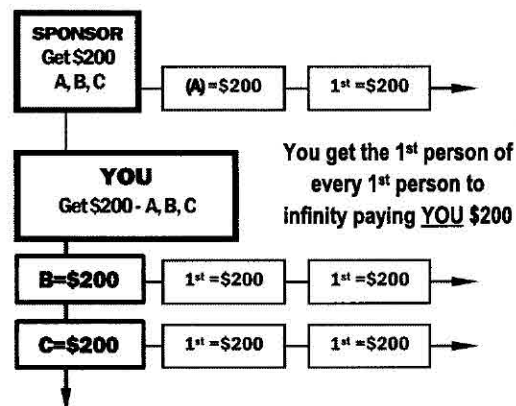 SPONSOR
Get $200
A, B, C
(A)=$200
1st =$200
You get the 1st person of
every 1st person to
infinity paying YOU $200
YOU
Get $200 - A, B, C
B=$200
1st =$200
1st =$200
C=$200
1st =$200
1st =$200